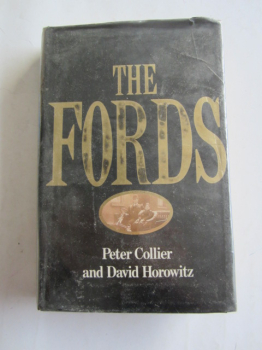 THE
FORDS
Peter Collier
and David Horowitz